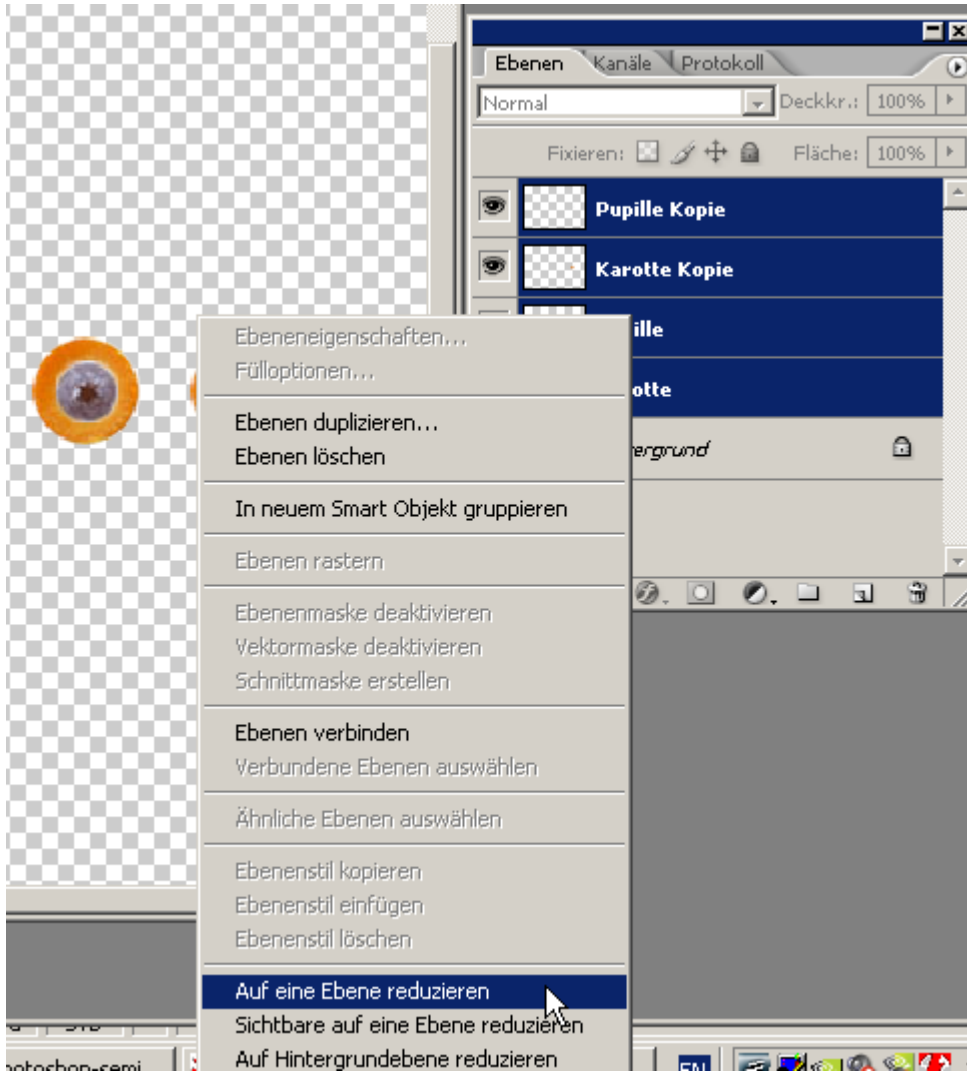 Ebenen Kanäle Protokoll
Normal Deckkr.: 100%
Fixieren: Fläche: 100%
Pupille Kopie
Karotte Kopie
ille
otte
ergrund
Ebeneneigenschaften...
Fülloptionen...
Ebenen duplizieren...
Ebenen löschen
In neuem Smart Objekt gruppieren
Ebenen rastern
Ebenenmaske deaktivieren
Vektormaske deaktivieren
Schnittmaske erstellen
Ebenen verbinden
Verbundene Ebenen auswählen
Ähnliche Ebenen auswählen
Ebenenstil kopieren
Ebenenstil einfügen
Ebenenstil löschen
Auf eine Ebene reduzieren
Sichtbare auf eine Ebene reduzieren
Auf Hintergrundebene reduzieren
otoshop-semi
EN